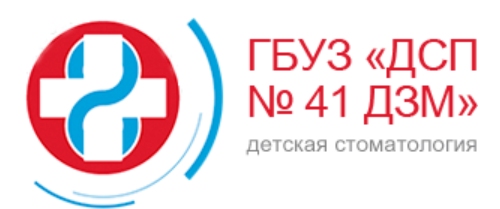 ГБУЗ «ДСП
№ 41 ДЗМ»
детская стоматология